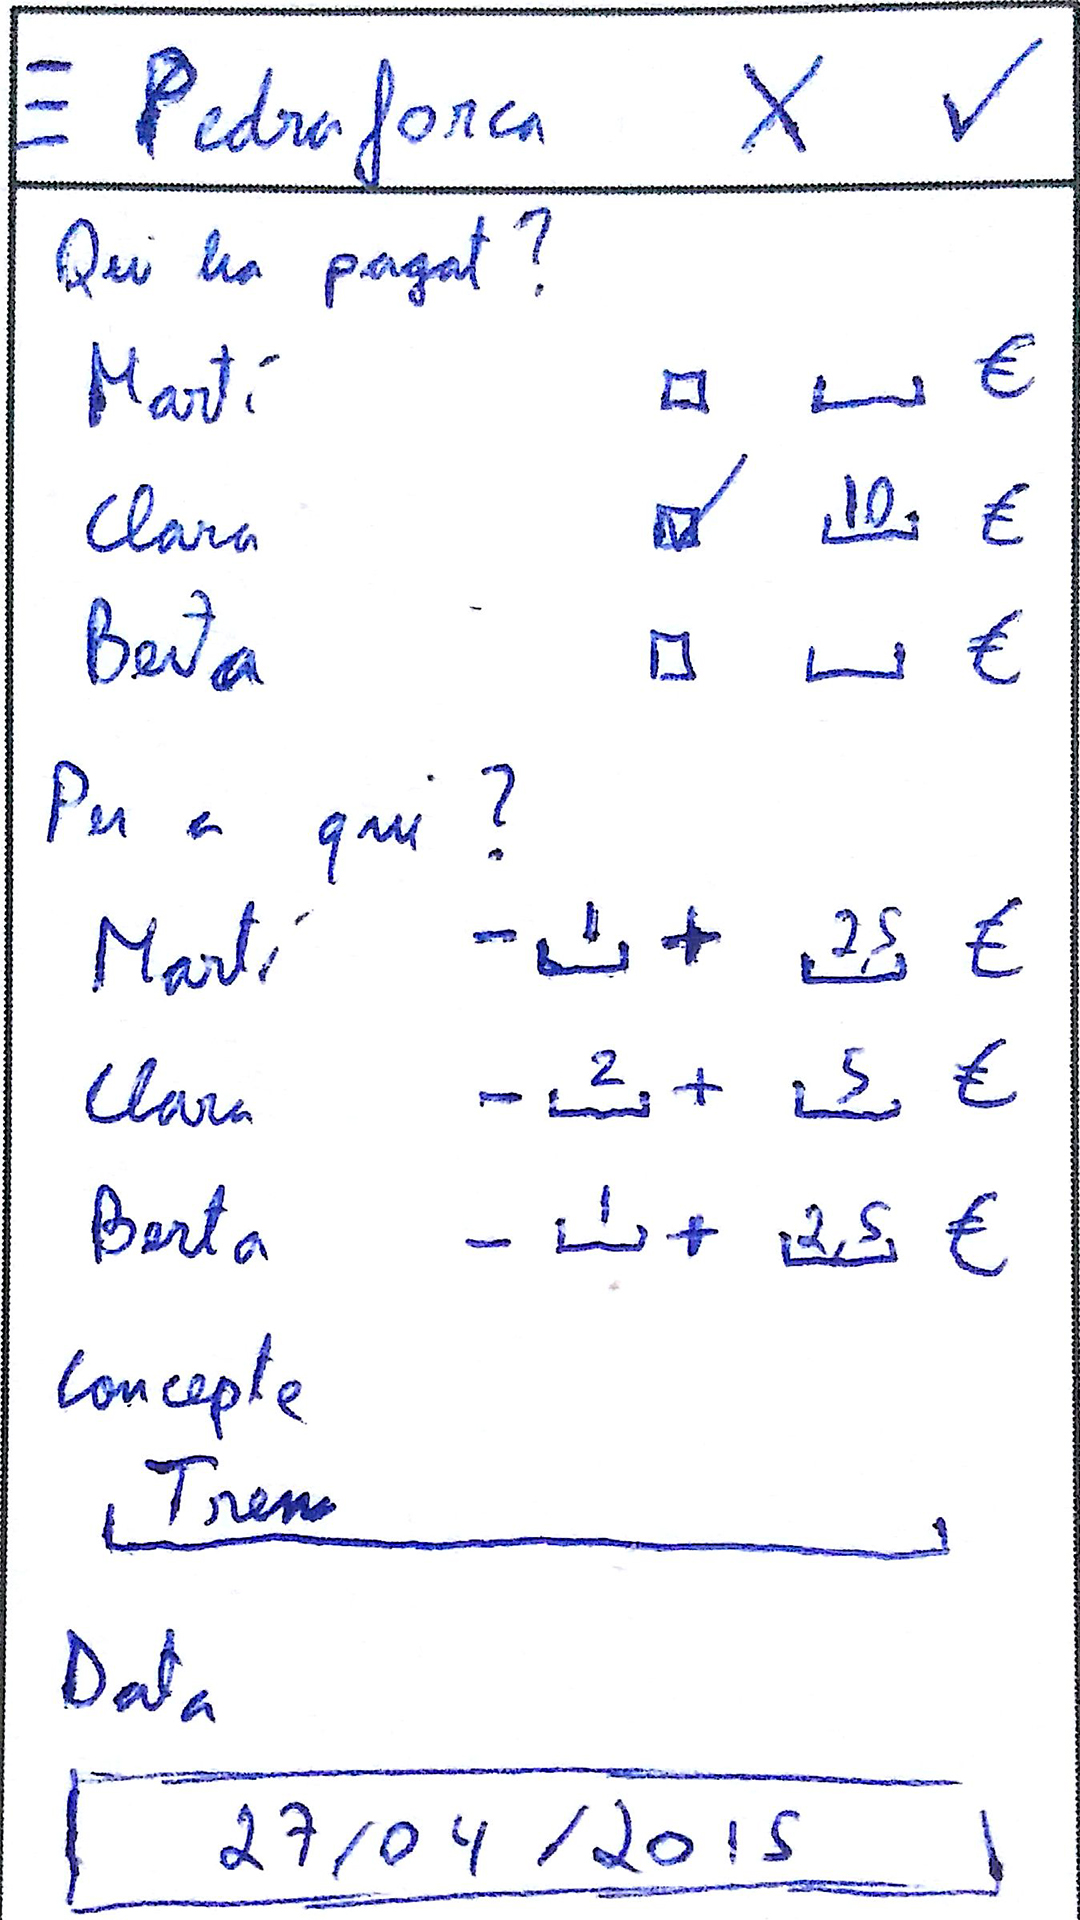 Pedraforca X ✓
Qui ha pagat?
Martí €
Clara ✓ 10 €
Berta €
Per a qui?
Martí - 1 + 2,5 €
Clara - 2 + 5 €
Berta - 1 + 2,5 €
Concepte
Tren
Data
27/04/2015